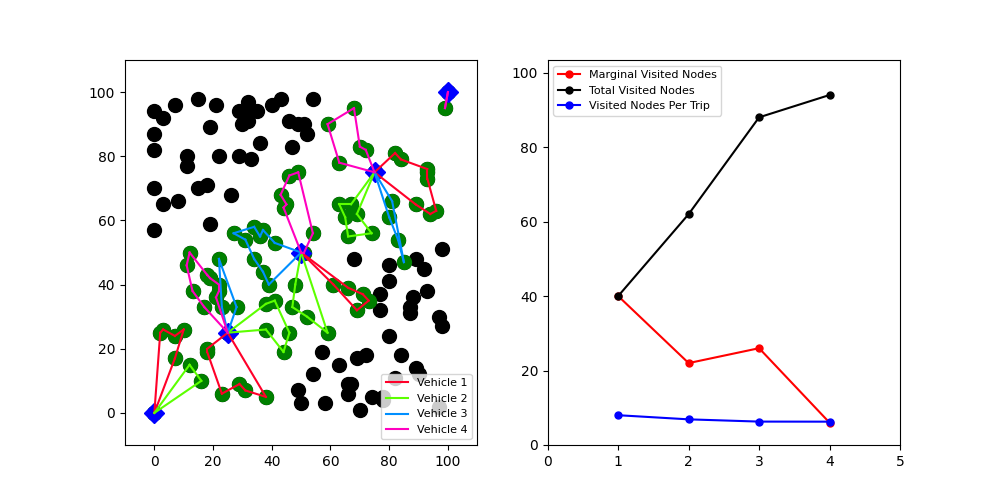 100
80
60
40
20
0
0 20 40 60 80 100
Vehicle 1
Vehicle 2
Vehicle 3
Vehicle 4
100
80
60
40
20
0
0 1 2 3 4 5
Marginal Visited Nodes
Total Visited Nodes
Visited Nodes Per Trip